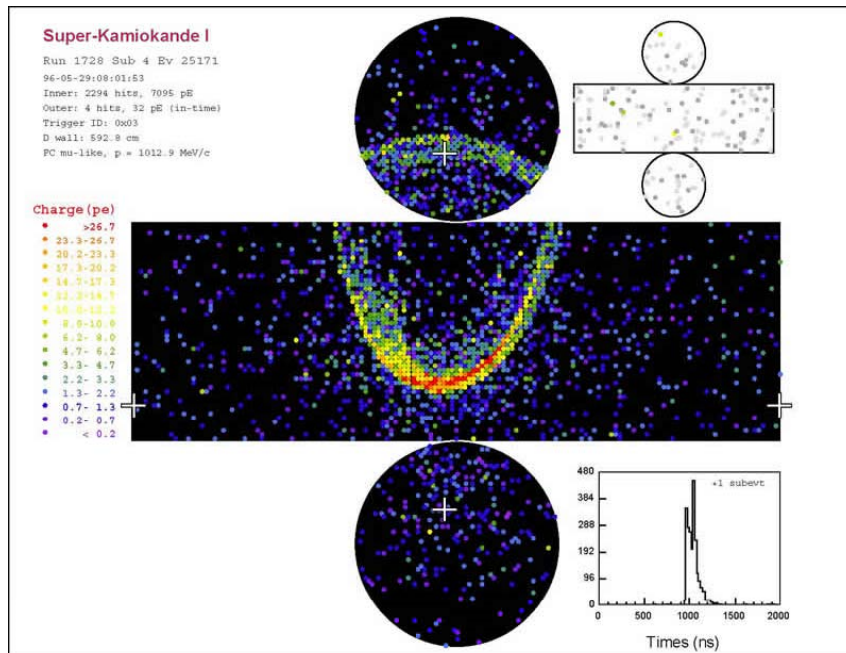 Super-Kamiokande I
Run 1728 Sub 4 Ev 25171
96-05-29:08:01:53
Inner: 2294 hits, 7095 pE
Outer: 4 hits, 32 pE (in-time)
Trigger ID: 0x03
D wall: 592.8 cm
FC mu-like, p = 1012.9 MeV/c
Charge(pe)
>26.7
23.3-26.7
20.2-23.3
17.3-20.2
14.7-17.3
12.2-14.7
10.0-12.2
8.0-10.0
6.2- 8.0
4.7- 6.2
3.3- 4.7
2.2- 3.3
1.3- 2.2
0.7- 1.3
0.2- 0.7
< 0.2
480
384
288
192
96
0
+1 subevt
0 500 1000 1500 2000
Times (ns)